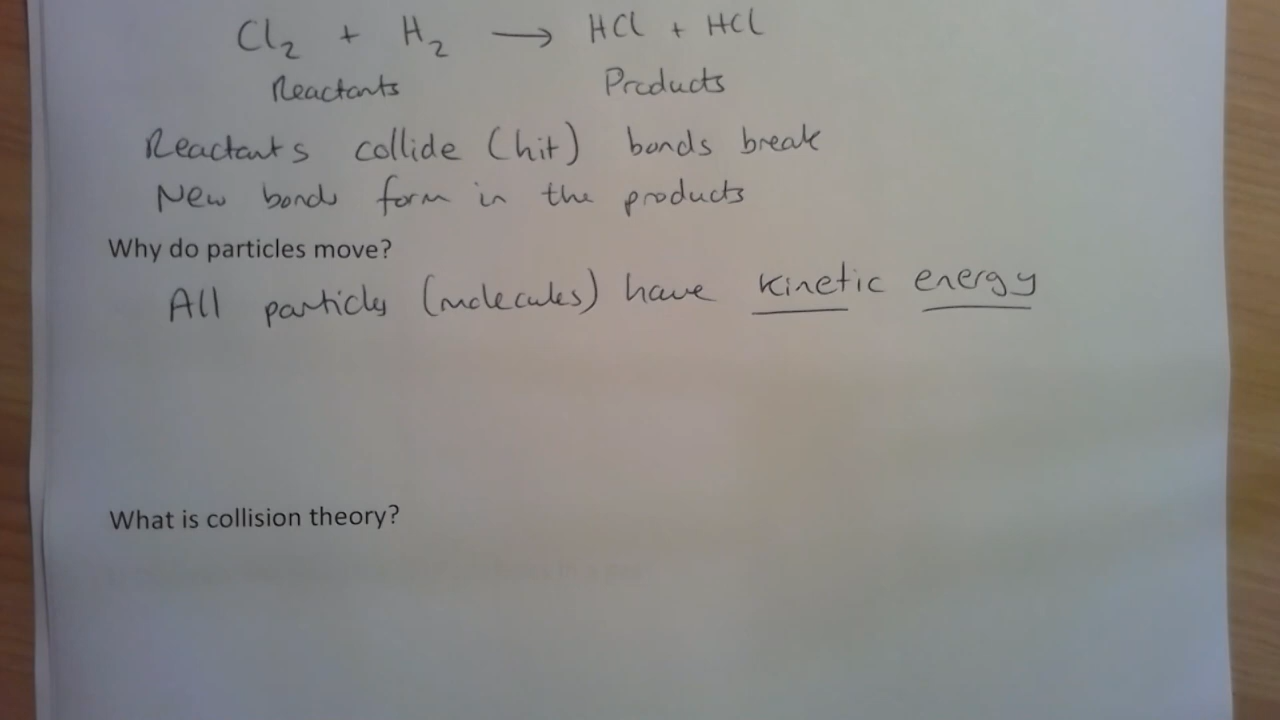 Cl₂ + H₂ → HCl + HCl
Reactants Products
Reactants collide (hit) bonds break
New bonds form in the products
Why do particles move?
All particles (molecules) have kinetic energy
What is collision theory?